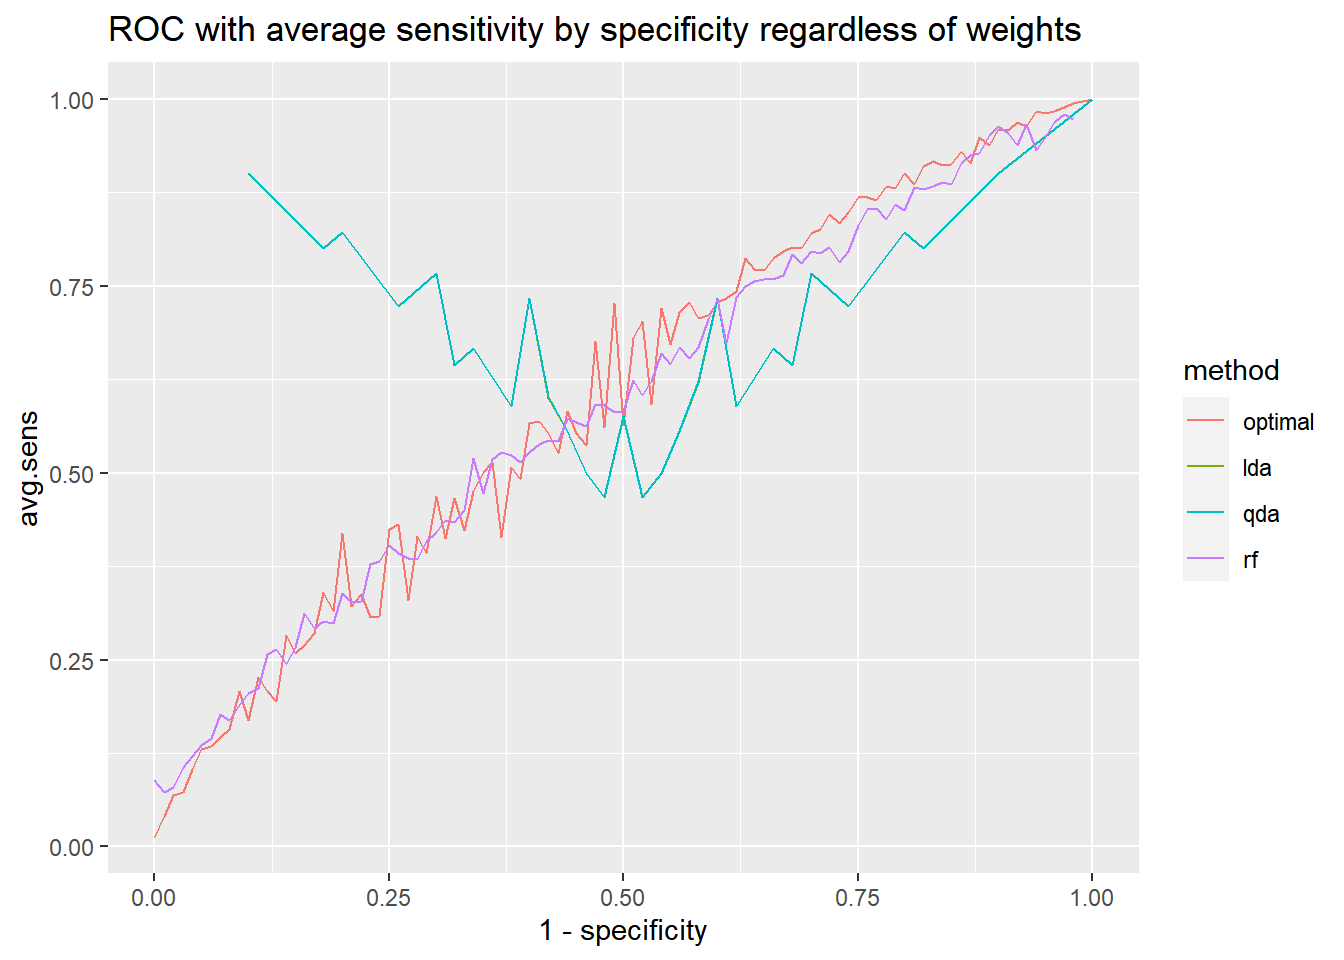 ROC with average sensitivity by specificity regardless of weights
1.00
0.75
0.50
0.25
0.00
avg.sens
0.00 0.25 0.50 0.75 1.00
1 - specificity
method
optimal
lda
qda
rf